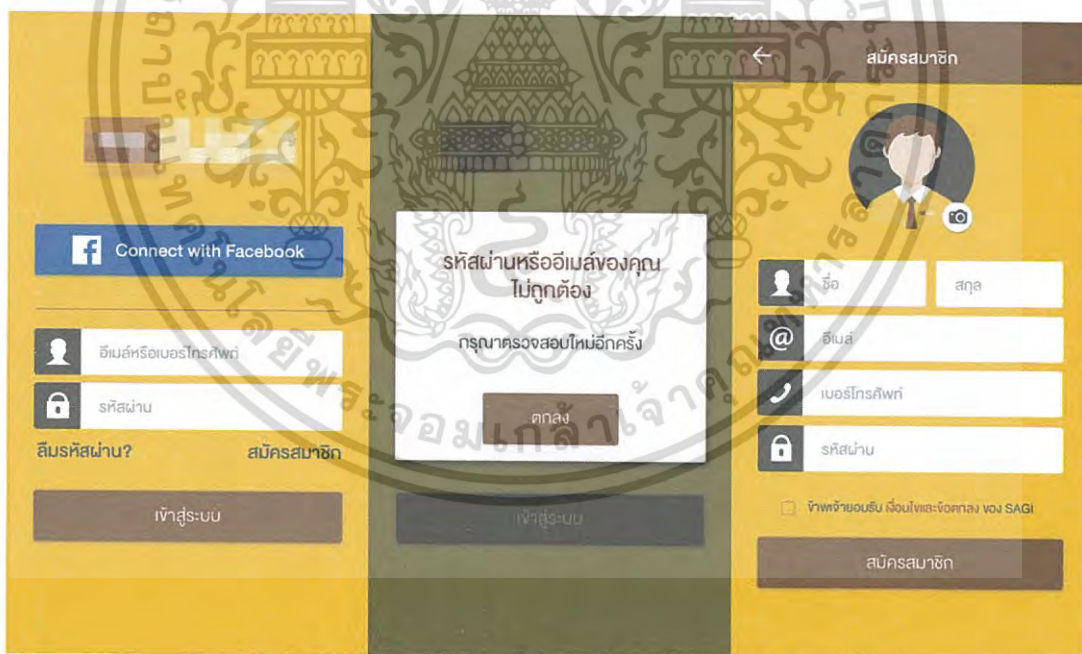 Connect with Facebook
อีเมล์หรือเบอร์โทรศัพท์
รหัสผ่าน
ลืมรหัสผ่าน? สมัครสมาชิก
เข้าสู่ระบบ
รหัสผ่านหรืออีเมล์ของคุณ
ไม่ถูกต้อง
กรุณาตรวจสอบใหม่อีกครั้ง
ตกลง
เข้าสู่ระบบ
สมัครสมาชิก
ชื่อ สกุล
อีเมล์
เบอร์โทรศัพท์
รหัสผ่าน
ข้าพเจ้ายอมรับ เงื่อนไขและข้อตกลง ของ SAGI
สมัครสมาชิก